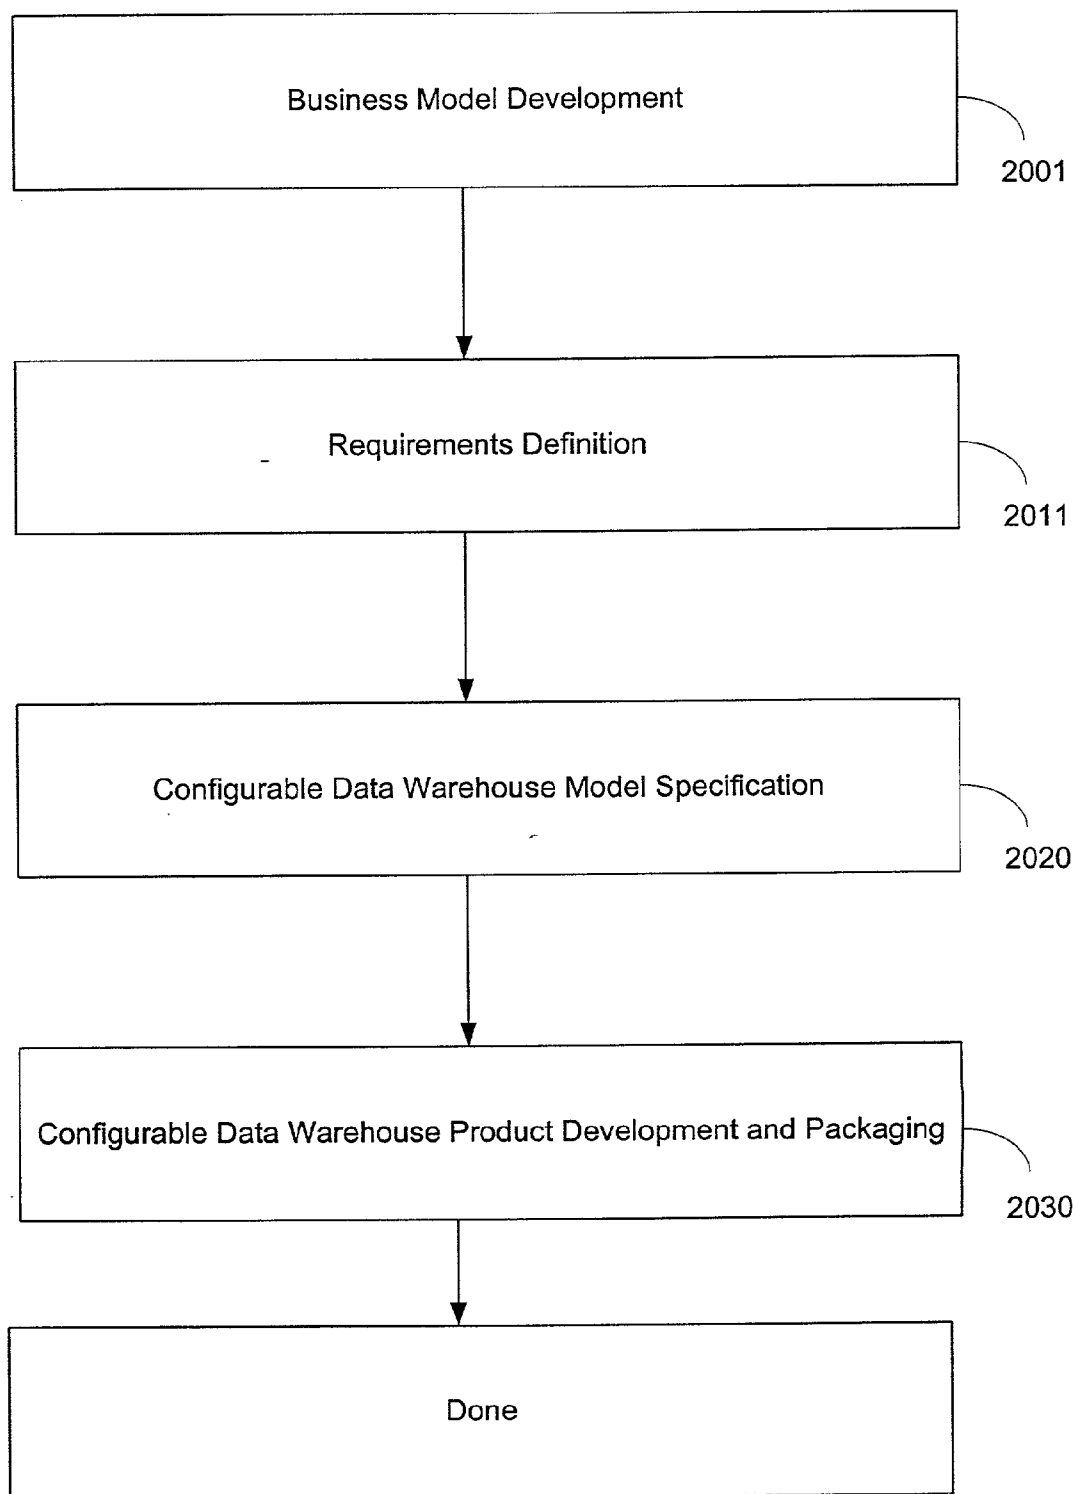 Business Model Development
2001
Requirements Definition
2011
Configurable Data Warehouse Model Specification
2020
Configurable Data Warehouse Product Development and Packaging
2030
Done